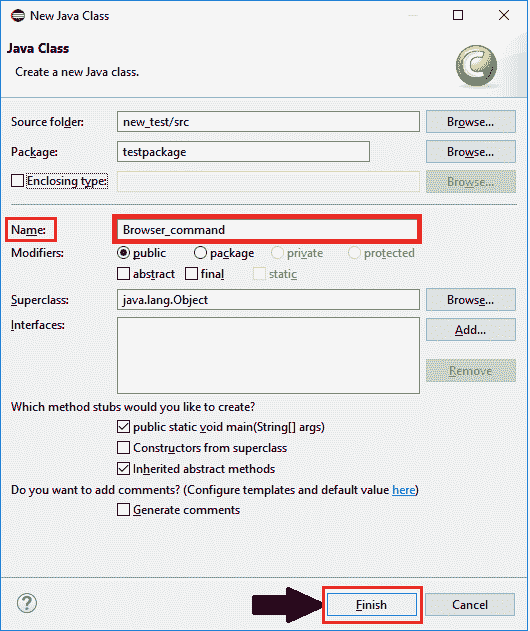 New Java Class
Java Class
Create a new Java class.
C
Source folder: new_test/src Browse...
Package: testpackage Browse...
Enclosing type: Browse...
Name: Browser_command
Modifiers: public package private protected
abstract final static
Superclass: java.lang.Object Browse...
Interfaces: Add...
Remove
Which method stubs would you like to create?
public static void main(String[] args)
Constructors from superclass
Inherited abstract methods
Do you want to add comments? (Configure templates and default value here)
Generate comments
? Finish Cancel